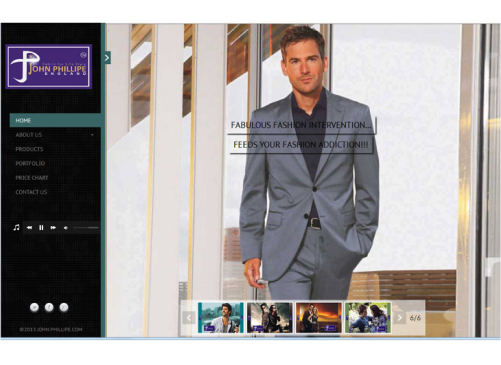 JOHN PHILLIPE
ENGLAND
HOME
ABOUT US
PRODUCTS
PORTFOLIO
PRICE CHART
CONTACT US
©2013 JOHN PHILLIPE.COM
FABULOUS FASHION INTERVENTION...
FEEDS YOUR FASHION ADDICTION!!!
6/6